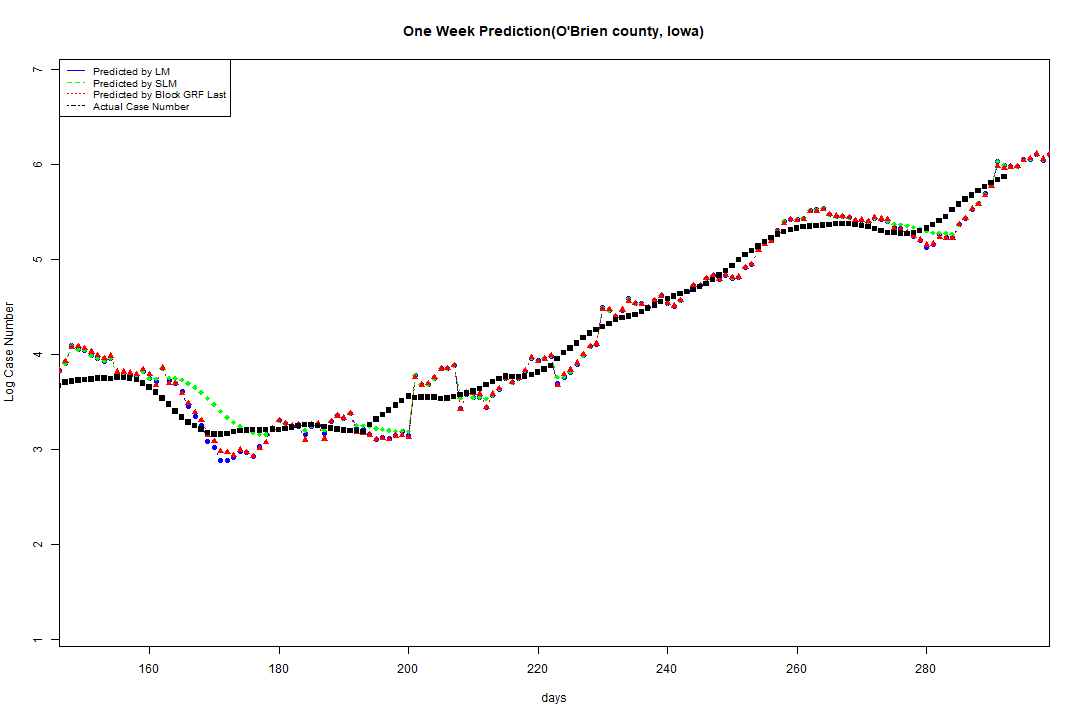 One Week Prediction(O'Brien county, Iowa)
Predicted by LM
Predicted by SLM
Predicted by Block GRF Last
Actual Case Number
7
6
5
4
3
2
1
Log Case Number
160 180 200 220 240 260 280
days